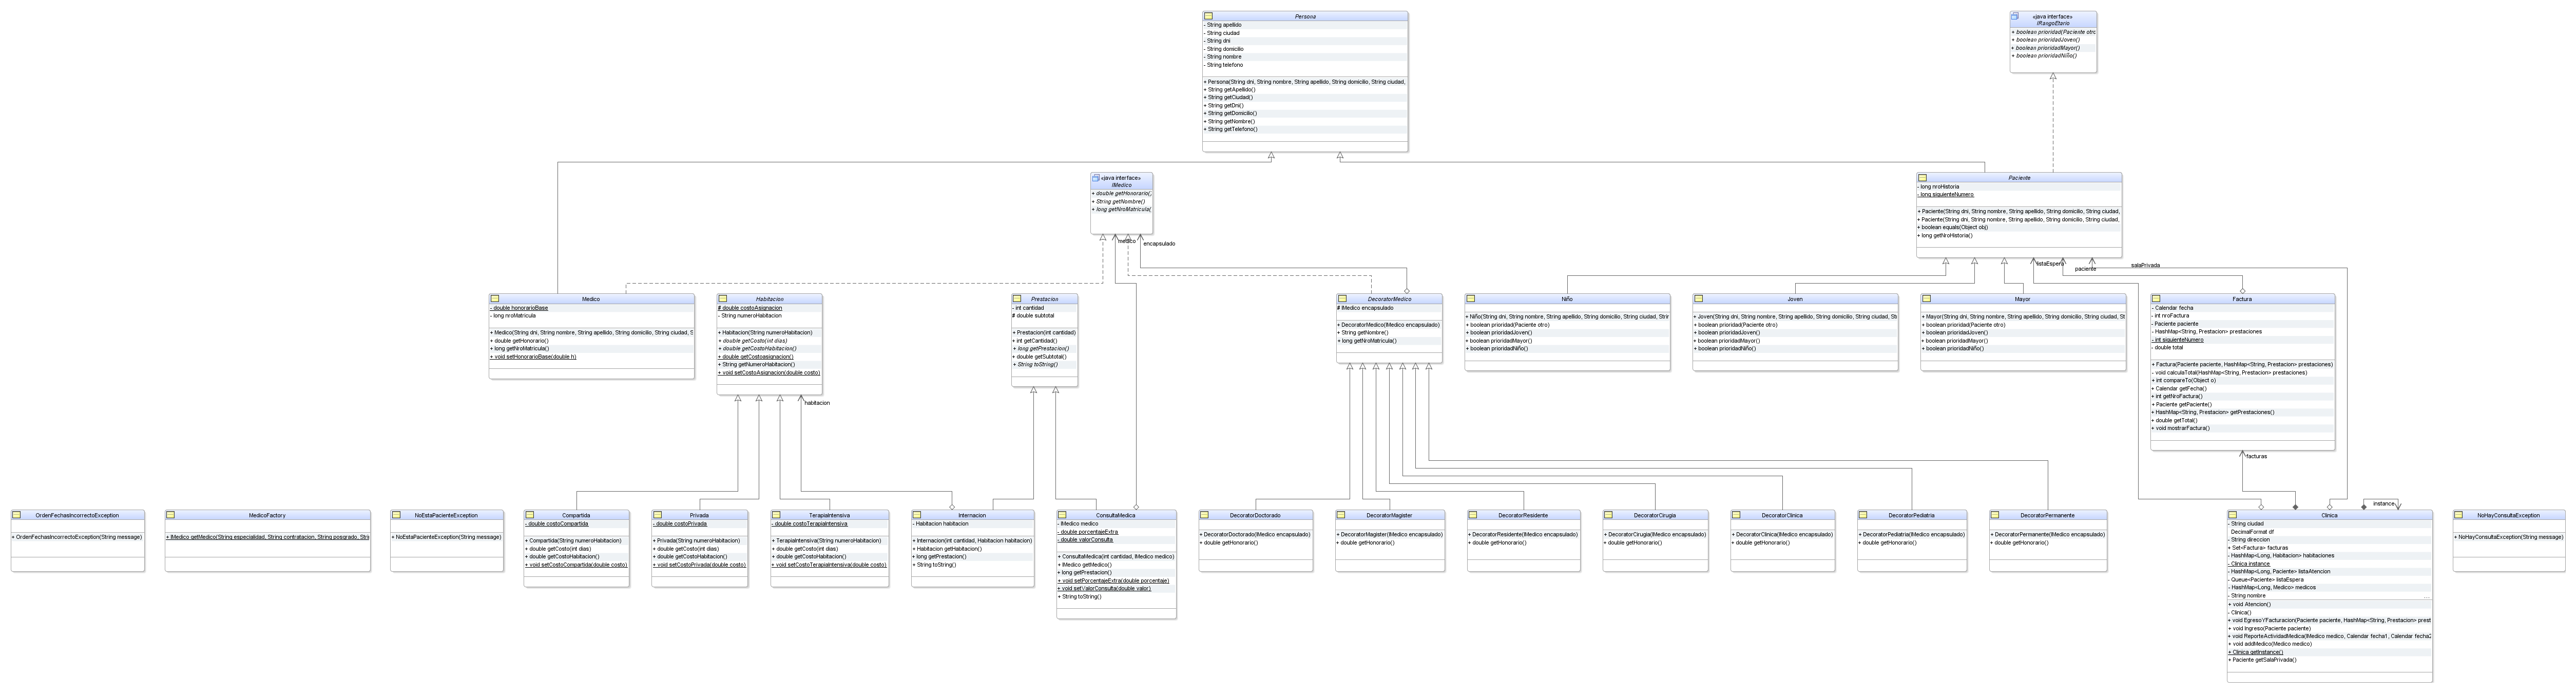 Persona
- String apellido
- String ciudad
- String dni
- String domicilio
- String nombre
- String telefono
+ Persona(String dni, String nombre, String apellido, String domicilio, String ciudad,
+ String getApellido()
+ String getCiudad()
+ String getDni()
+ String getDomicilio()
+ String getNombre()
+ String getTelefono()
«java interface»
IRangoEtario
+ boolean prioridad(Paciente otro
+ boolean prioridadJoven()
+ boolean prioridadMayor()
+ boolean prioridadNiño()
«java interface»
IMedico
+ double getHonorario()
+ String getNombre()
+ long getNroMatricula(
medico
encapsulado
Paciente
- long nroHistoria
- long siguienteNumero
+ Paciente(String dni, String nombre, String apellido, String domicilio, String ciudad,
+ Paciente(String dni, String nombre, String apellido, String domicilio, String ciudad,
+ boolean equals(Object obj)
+ long getNroHistoria()
listaEspera
paciente
salaPrivada
Medico
- double honorarioBase
- long nroMatricula
+ Medico(String dni, String nombre, String apellido, String domicilio, String ciudad, S
+ double getHonorario()
+ long getNroMatricula()
+ void setHonorarioBase(double h)
Habitacion
# double costoAsignacion
- String numeroHabitacion
+ Habitacion(String numeroHabitacion)
+ double getCosto(int dias)
+ double getCostoHabitacion()
+ double getCostoasignacion()
+ String getNumeroHabitacion()
+ void setCostoAsignacion(double costo)
habitacion
Prestacion
- int cantidad
# double subtotal
+ Prestacion(int cantidad)
+ int getCantidad()
+ long getPrestacion()
+ double getSubtotal()
+ String toString()
DecoratorMedico
# IMedico encapsulado
+ DecoratorMedico(IMedico encapsulado)
+ String getNombre()
+ long getNroMatricula()
Niño
+ Niño(String dni, String nombre, String apellido, String domicilio, String ciudad, Strir
+ boolean prioridad(Paciente otro)
+ boolean prioridadJoven()
+ boolean prioridadMayor()
+ boolean prioridadNiño()
Joven
+ Joven(String dni, String nombre, String apellido, String domicilio, String ciudad, Sti
+ boolean prioridad(Paciente otro)
+ boolean prioridadJoven()
+ boolean prioridadMayor()
+ boolean prioridadNiño()
Mayor
+ Mayor(String dni, String nombre, String apellido, String domicilio, String ciudad, St
+ boolean prioridad(Paciente otro)
+ boolean prioridadJoven()
+ boolean prioridadMayor()
+ boolean prioridadNiño()
Factura
- Calendar fecha
- int nroFactura
- Paciente paciente
- HashMap<String, Prestacion> prestaciones
- int siguienteNumero
- double total
+ Factura(Paciente paciente, HashMap<String, Prestacion> prestaciones)
- void calculaTotal(HashMap<String, Prestacion> prestaciones)
+ int compareTo(Object o)
+ Calendar getFecha()
+ int getNroFactura()
+ Paciente getPaciente()
+ HashMap<String, Prestacion> getPrestaciones()
+ double getTotal()
+ void mostrarFactura()
facturas
instance
OrdenFechasIncorrectoException
+ OrdenFechasIncorrectoException(String message)
MedicoFactory
+ IMedico getMedico(String especialidad, String contratacion, String posgrado, Stri
NoEstaPacienteException
+ NoEstaPacienteException(String message)
Compartida
- double costoCompartida
+ Compartida(String numeroHabitacion)
+ double getCosto(int dias)
+ double getCostoHabitacion()
+ void setCostoCompartida(double costo)
Privada
- double costoPrivada
+ Privada(String numeroHabitacion)
+ double getCosto(int dias)
+ double getCostoHabitacion()
+ void setCostoPrivada(double costo)
TerapiaIntensiva
- double costoTerapiaIntensiva
+ TerapiaIntensiva(String numeroHabitacion)
+ double getCosto(int dias)
+ double getCostoHabitacion()
+ void setCostoTerapiaIntensiva(double costo)
Internacion
- Habitacion habitacion
+ Internacion(int cantidad, Habitacion habitacion)
+ Habitacion getHabitacion()
+ long getPrestacion()
+ String toString()
ConsultaMedica
- IMedico medico
- double porcentajeExtra
- double valorConsulta
+ ConsultaMedica(int cantidad, IMedico medico)
+ IMedico getMedico()
+ long getPrestacion()
+ void setPorcentajeExtra(double porcentaje)
+ void setValorConsulta(double valor)
+ String toString()
DecoratorDoctorado
+ DecoratorDoctorado(IMedico encapsulado)
+ double getHonorario()
DecoratorMagister
+ DecoratorMagister(IMedico encapsulado)
+ double getHonorario()
DecoratorResidente
+ DecoratorResidente(IMedico encapsulado)
+ double getHonorario()
DecoratorCirugia
+ DecoratorCirugia(IMedico encapsulado)
+ double getHonorario()
DecoratorClinica
+ DecoratorClinica(IMedico encapsulado)
+ double getHonorario()
DecoratorPediatria
+ DecoratorPediatria(IMedico encapsulado)
+ double getHonorario()
DecoratorPermanente
+ DecoratorPermanente(IMedico encapsulado)
+ double getHonorario()
Clinica
- String ciudad
DecimalFormat df
- String direccion
+ Set<Factura> facturas
- HashMap<Long, Habitacion> habitaciones
- Clinica instance
- HashMap<Long, Paciente> listaAtencion
- Queue<Paciente> listaEspera
- HashMap<Long, Medico> medicos
- String nombre
...
+ void Atencion()
- Clinica()
+ void EgresoYFacturacion(Paciente paciente, HashMap<String, Prestacion> prest
+ void Ingreso(Paciente paciente)
+ void ReporteActividadMedica(IMedico medico, Calendar fecha1, Calendar fecha2
+ void addMedico(Medico medico)
+ Clinica getInstance()
+ Paciente getSalaPrivada()
NoHayConsultaException
+ NoHayConsultaException(String message)